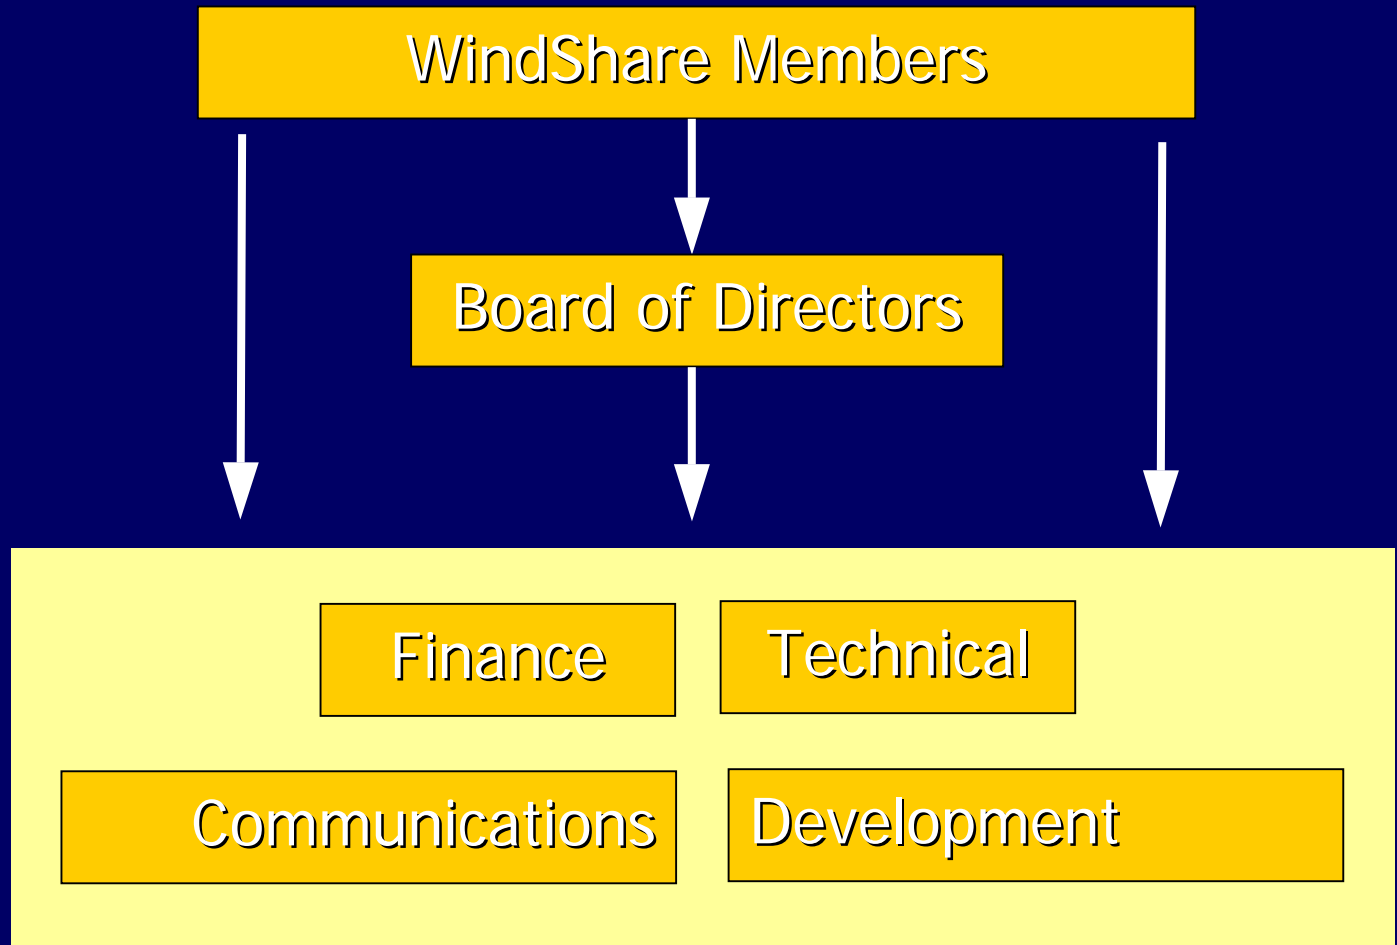 WindShare Members
Board of Directors
Finance
Technical
Communications
Development